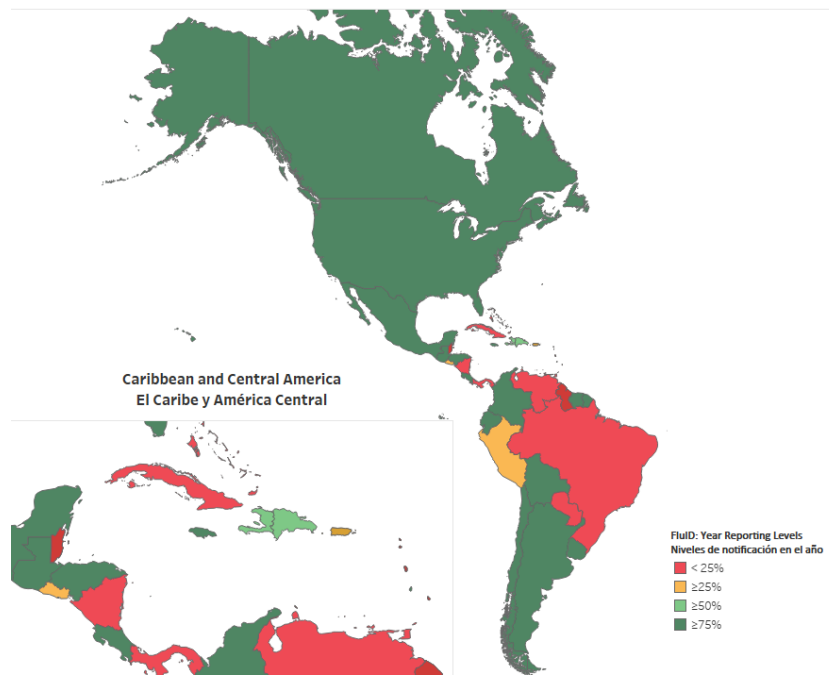 Caribbean and Central America
El Caribe y América Central
FluID: Year Reporting Levels
Niveles de notificación en el año
< 25%
≥25%
≥50%
≥75%